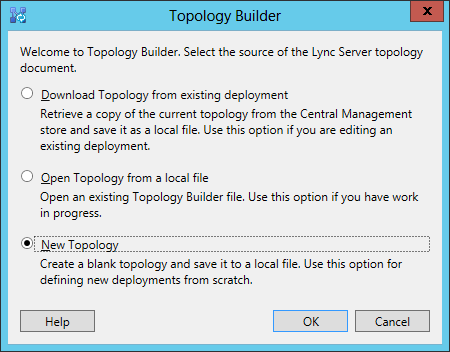 Topology Builder
x
Welcome to Topology Builder. Select the source of the Lync Server topology
document.
Download Topology from existing deployment
Retrieve a copy of the current topology from the Central Management
store and save it as a local file. Use this option if you are editing an
existing deployment.
Open Topology from a local file
Open an existing Topology Builder file. Use this option if you have work
in progress.
New Topology
Create a blank topology and save it to a local file. Use this option for
defining new deployments from scratch.
Help
OK
Cancel